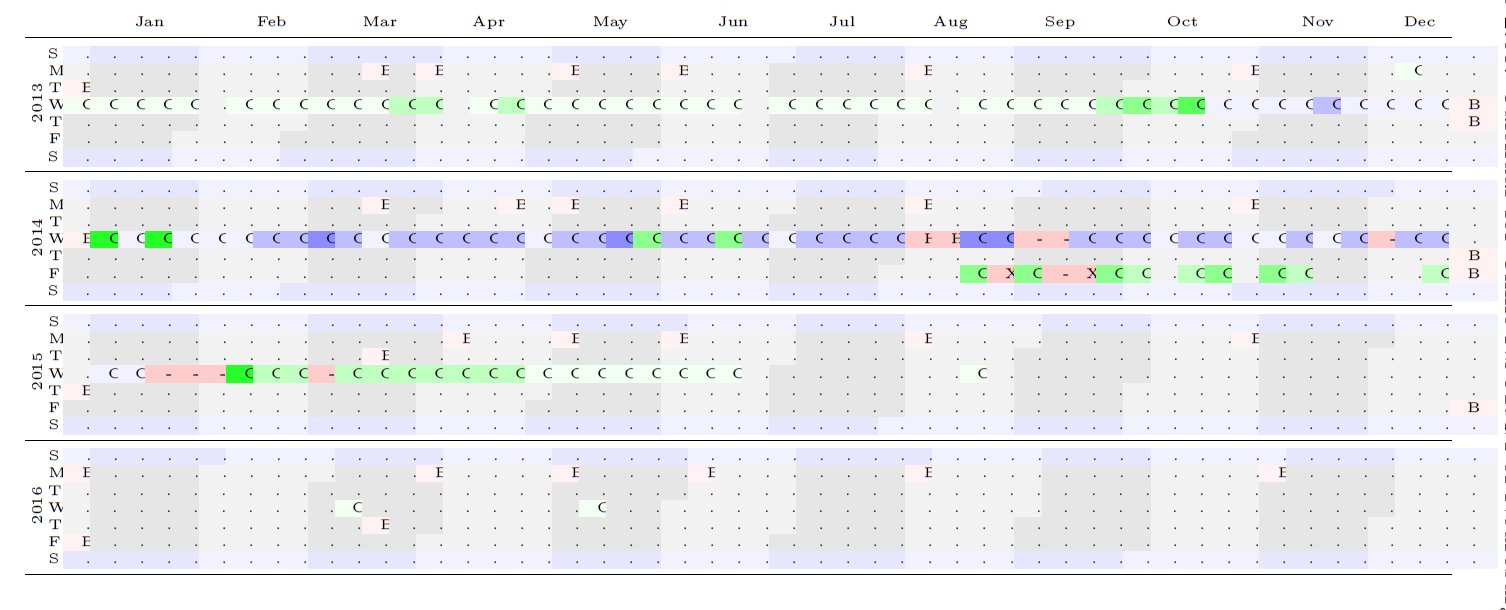 Jan Feb Mar Apr May Jun Jul Aug Sep Oct Nov Dec
2013
S
M E E E E E E C
T E
W C C C C C C C C C C C C C C C C C C C C C C C C C C C C C C C C C C C C C C C C C C C C C C C B
T B
F
S
2014
S
M E E E E E E
T
W E C C C C C C C C C C C C C C C C C C C C C C C C C C C C C C E E C C - - C C C C C C C C C C C - C C
T B
F C X C - X C C C C C C C B
S
2015
S
M E E E E E
T E
W C C - - - C C C - C C C C C C C C C C C C C C C C
T E
F B
S
2016
S
M E E E E E E
T
W C C
T E
F E
S